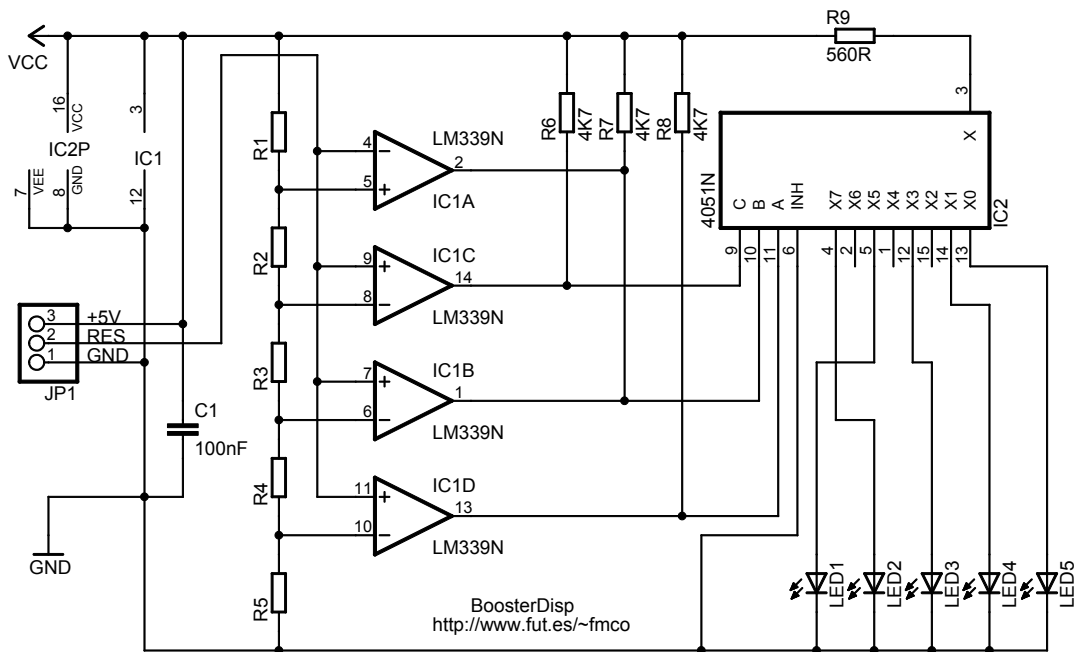 VCC
16
VCC
IC2P
7
VEE
8
GND
3
IC1
12
3
+5V
2
RES
1
GND
JP1
C1
100nF
GND
R1
R2
R3
R4
R5
4
5
2
LM339N
IC1A
9
8
14
IC1C
LM339N
7
6
1
IC1B
LM339N
11
10
13
IC1D
LM339N
R6
4K7
R7
4K7
R8
4K7
R9
560R
3
X
4051N
IC2
C
B
A
INH
X7
X6
X5
X4
X3
X2
X1
X0
9
10
11
6
4
2
5
1
12
15
14
13
LED1
LED2
LED3
LED4
LED5
BoosterDisp
http://www.fut.es/~fmco